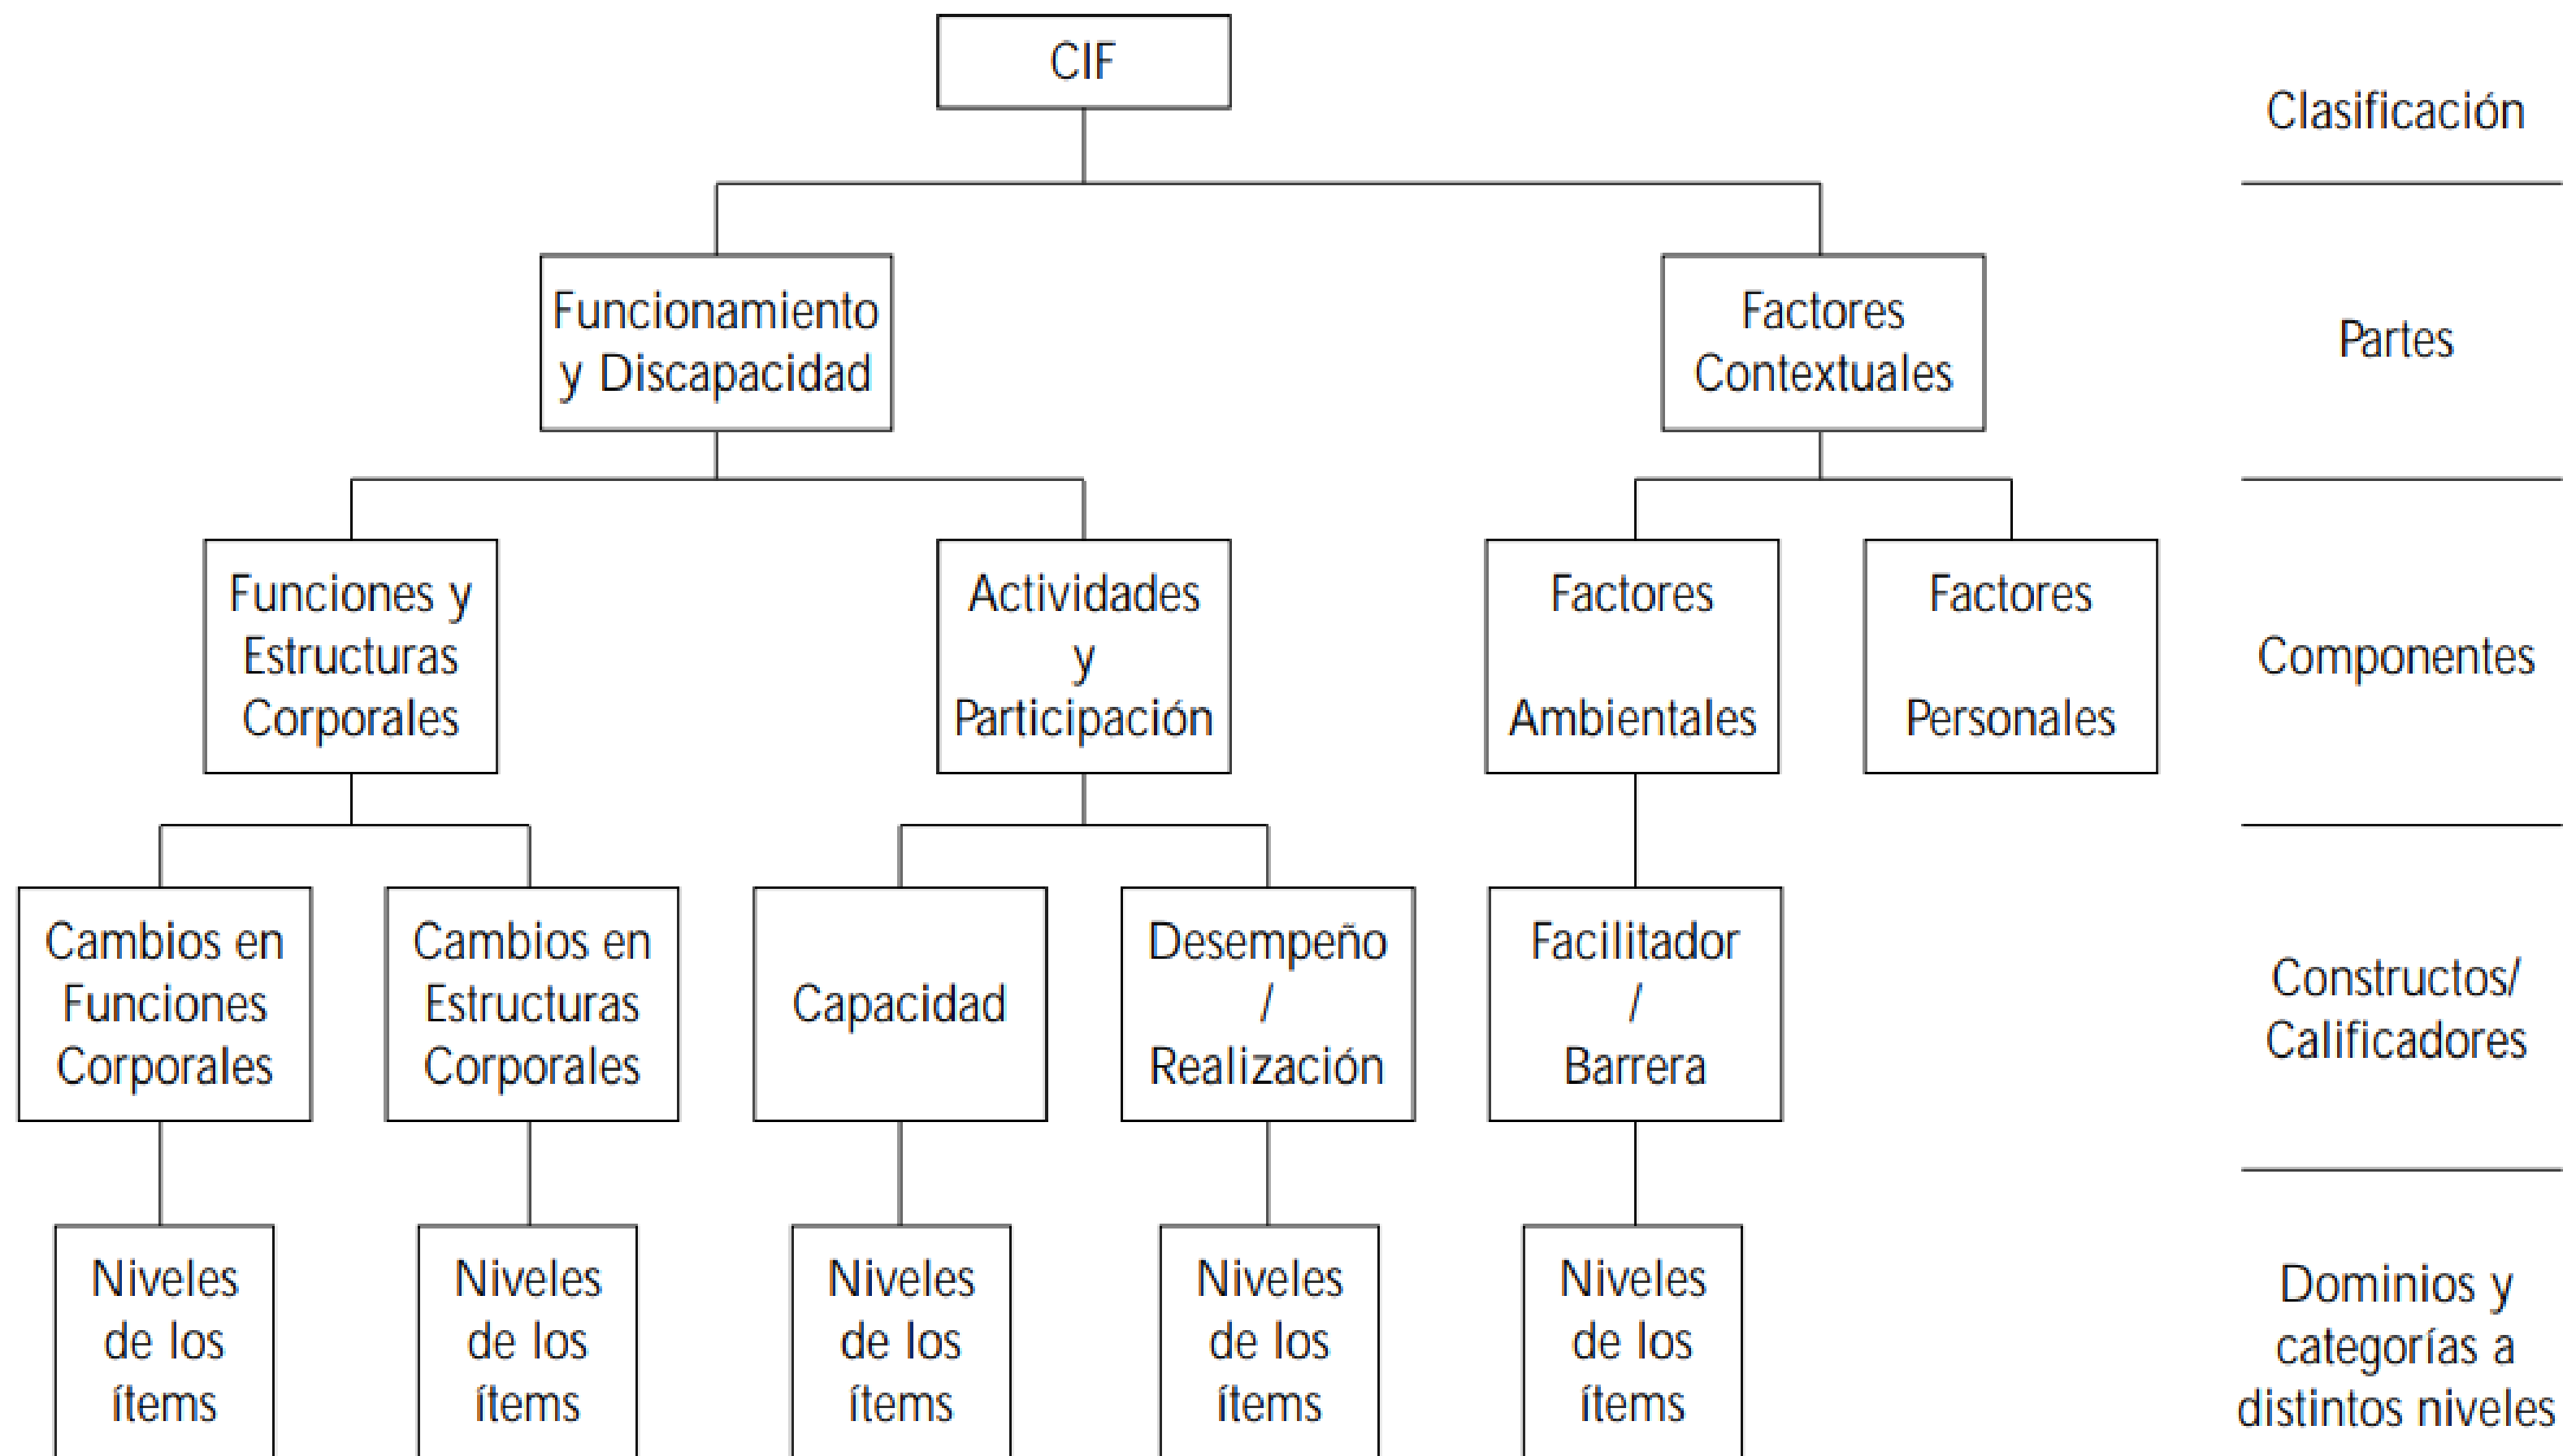 CIF
Clasificación
Funcionamiento
y Discapacidad
Factores
Contextuales
Partes
Funciones y
Estructuras
Corporales
Actividades
y
Participación
Factores
Ambientales
Factores
Personales
Componentes
Cambios en
Funciones
Corporales
Cambios en
Estructuras
Corporales
Capacidad
Desempeño
/
Realización
Facilitador
/
Barrera
Constructos/
Calificadores
Niveles
de los
ítems
Niveles
de los
ítems
Niveles
de los
ítems
Niveles
de los
ítems
Niveles
de los
ítems
Dominios y
categorías a
distintos niveles